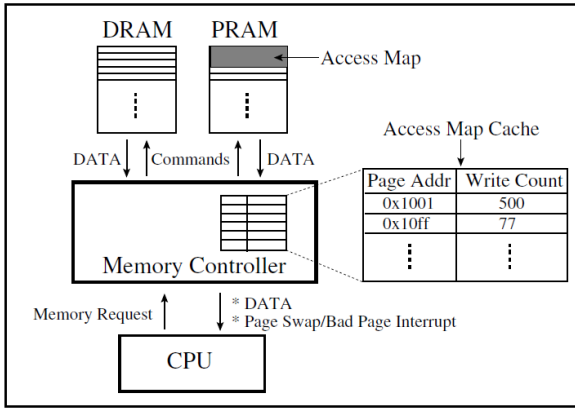 DRAM PRAM
Access Map
DATA Commands DATA
Access Map Cache
Page Addr Write Count
0x1001 500
0x10ff 77
Memory Controller
Memory Request
* DATA
* Page Swap/Bad Page Interrupt
CPU